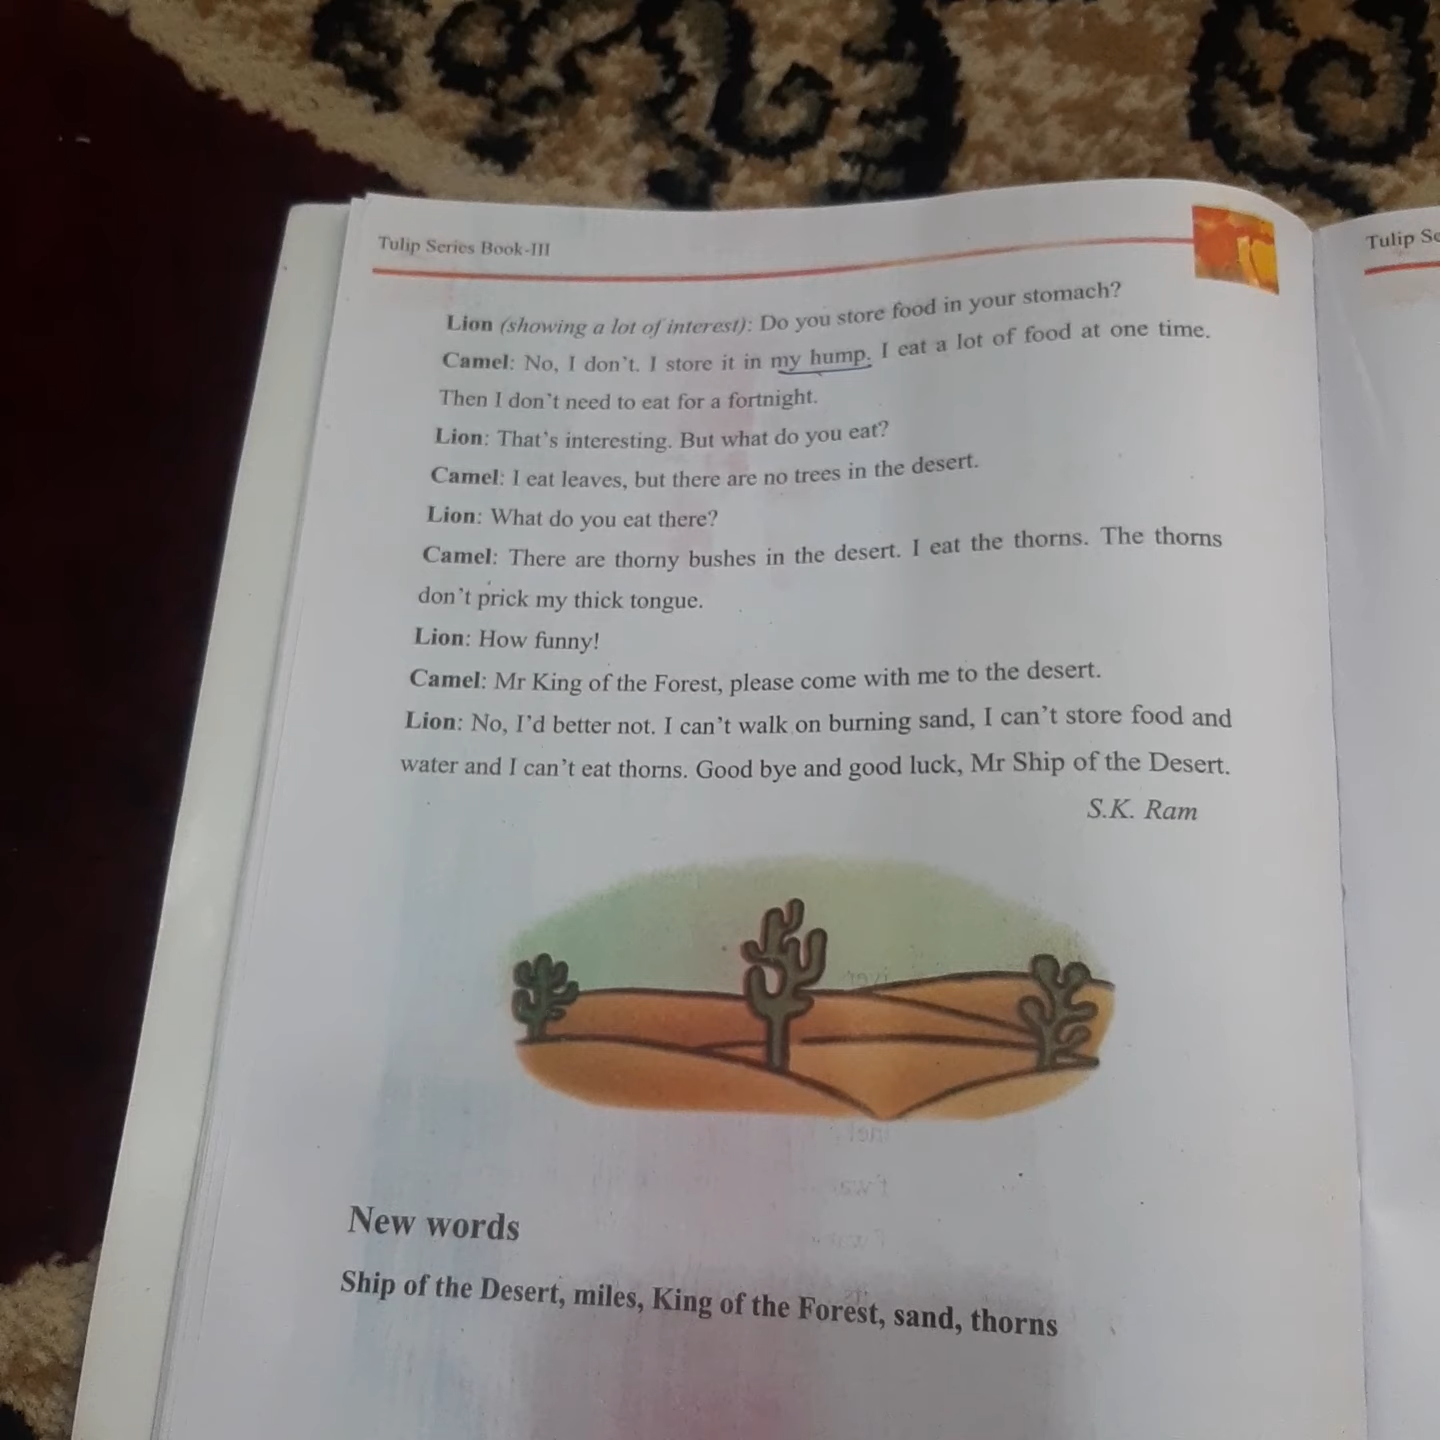 Tulip Series Book-III
Lion (showing a lot of interest): Do you store food in your stomach?
Camel: No, I don't. I store it in my hump. I eat a lot of food at one time.
Then I don't need to eat for a fortnight.
Lion: That's interesting. But what do you eat?
Camel: I eat leaves, but there are no trees in the desert.
Lion: What do you eat there?
Camel: There are thorny bushes in the desert. I eat the thorns. The thorns
don't prick my thick tongue.
Lion: How funny!
Camel: Mr King of the Forest, please come with me to the desert.
Lion: No, I'd better not. I can't walk on burning sand, I can't store food and
water and I can't eat thorns. Good bye and good luck, Mr Ship of the Desert.
S.K. Ram
New words
Ship of the Desert, miles, King of the Forest, sand, thorns
Tulip